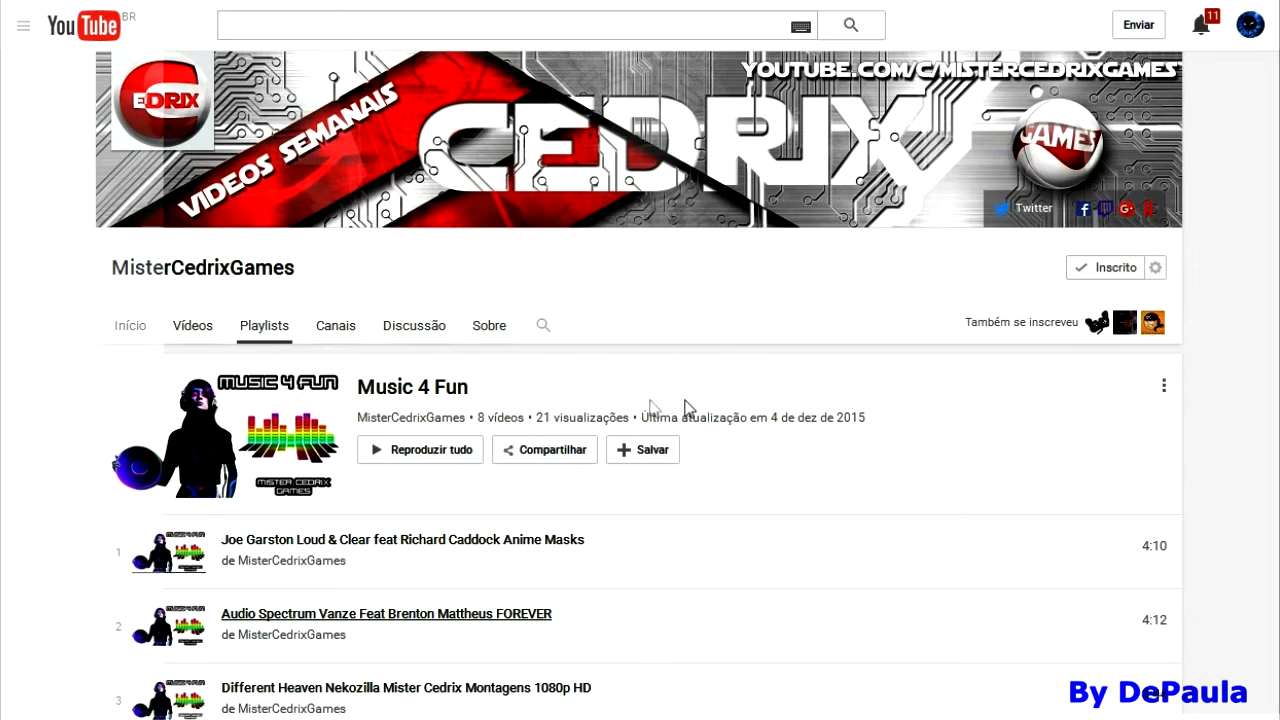 YouTube BR
Enviar
11
CEDRIX
VIDEOS SEMANAIS
CEDRIX
YOUTUBE.COM/C/MISTERCEDRIXGAMES
GAMES
Twitter
MisterCedrixGames
Inscrito
Início Vídeos Playlists Canais Discussão Sobre
Também se inscreveu
MUSIC 4 FUN
MISTER CEDRIX
GAMES
Music 4 Fun
MisterCedrixGames • 8 vídeos • 21 visualizações • Última atualização em 4 de dez de 2015
Reproduzir tudo Compartilhar Salvar
1 Joe Garston Loud & Clear feat Richard Caddock Anime Masks 4:10
de MisterCedrixGames
2 Audio Spectrum Vanze Feat Brenton Mattheus FOREVER 4:12
de MisterCedrixGames
3 Different Heaven Nekozilla Mister Cedrix Montagens 1080p HD
de MisterCedrixGames
By DePaula